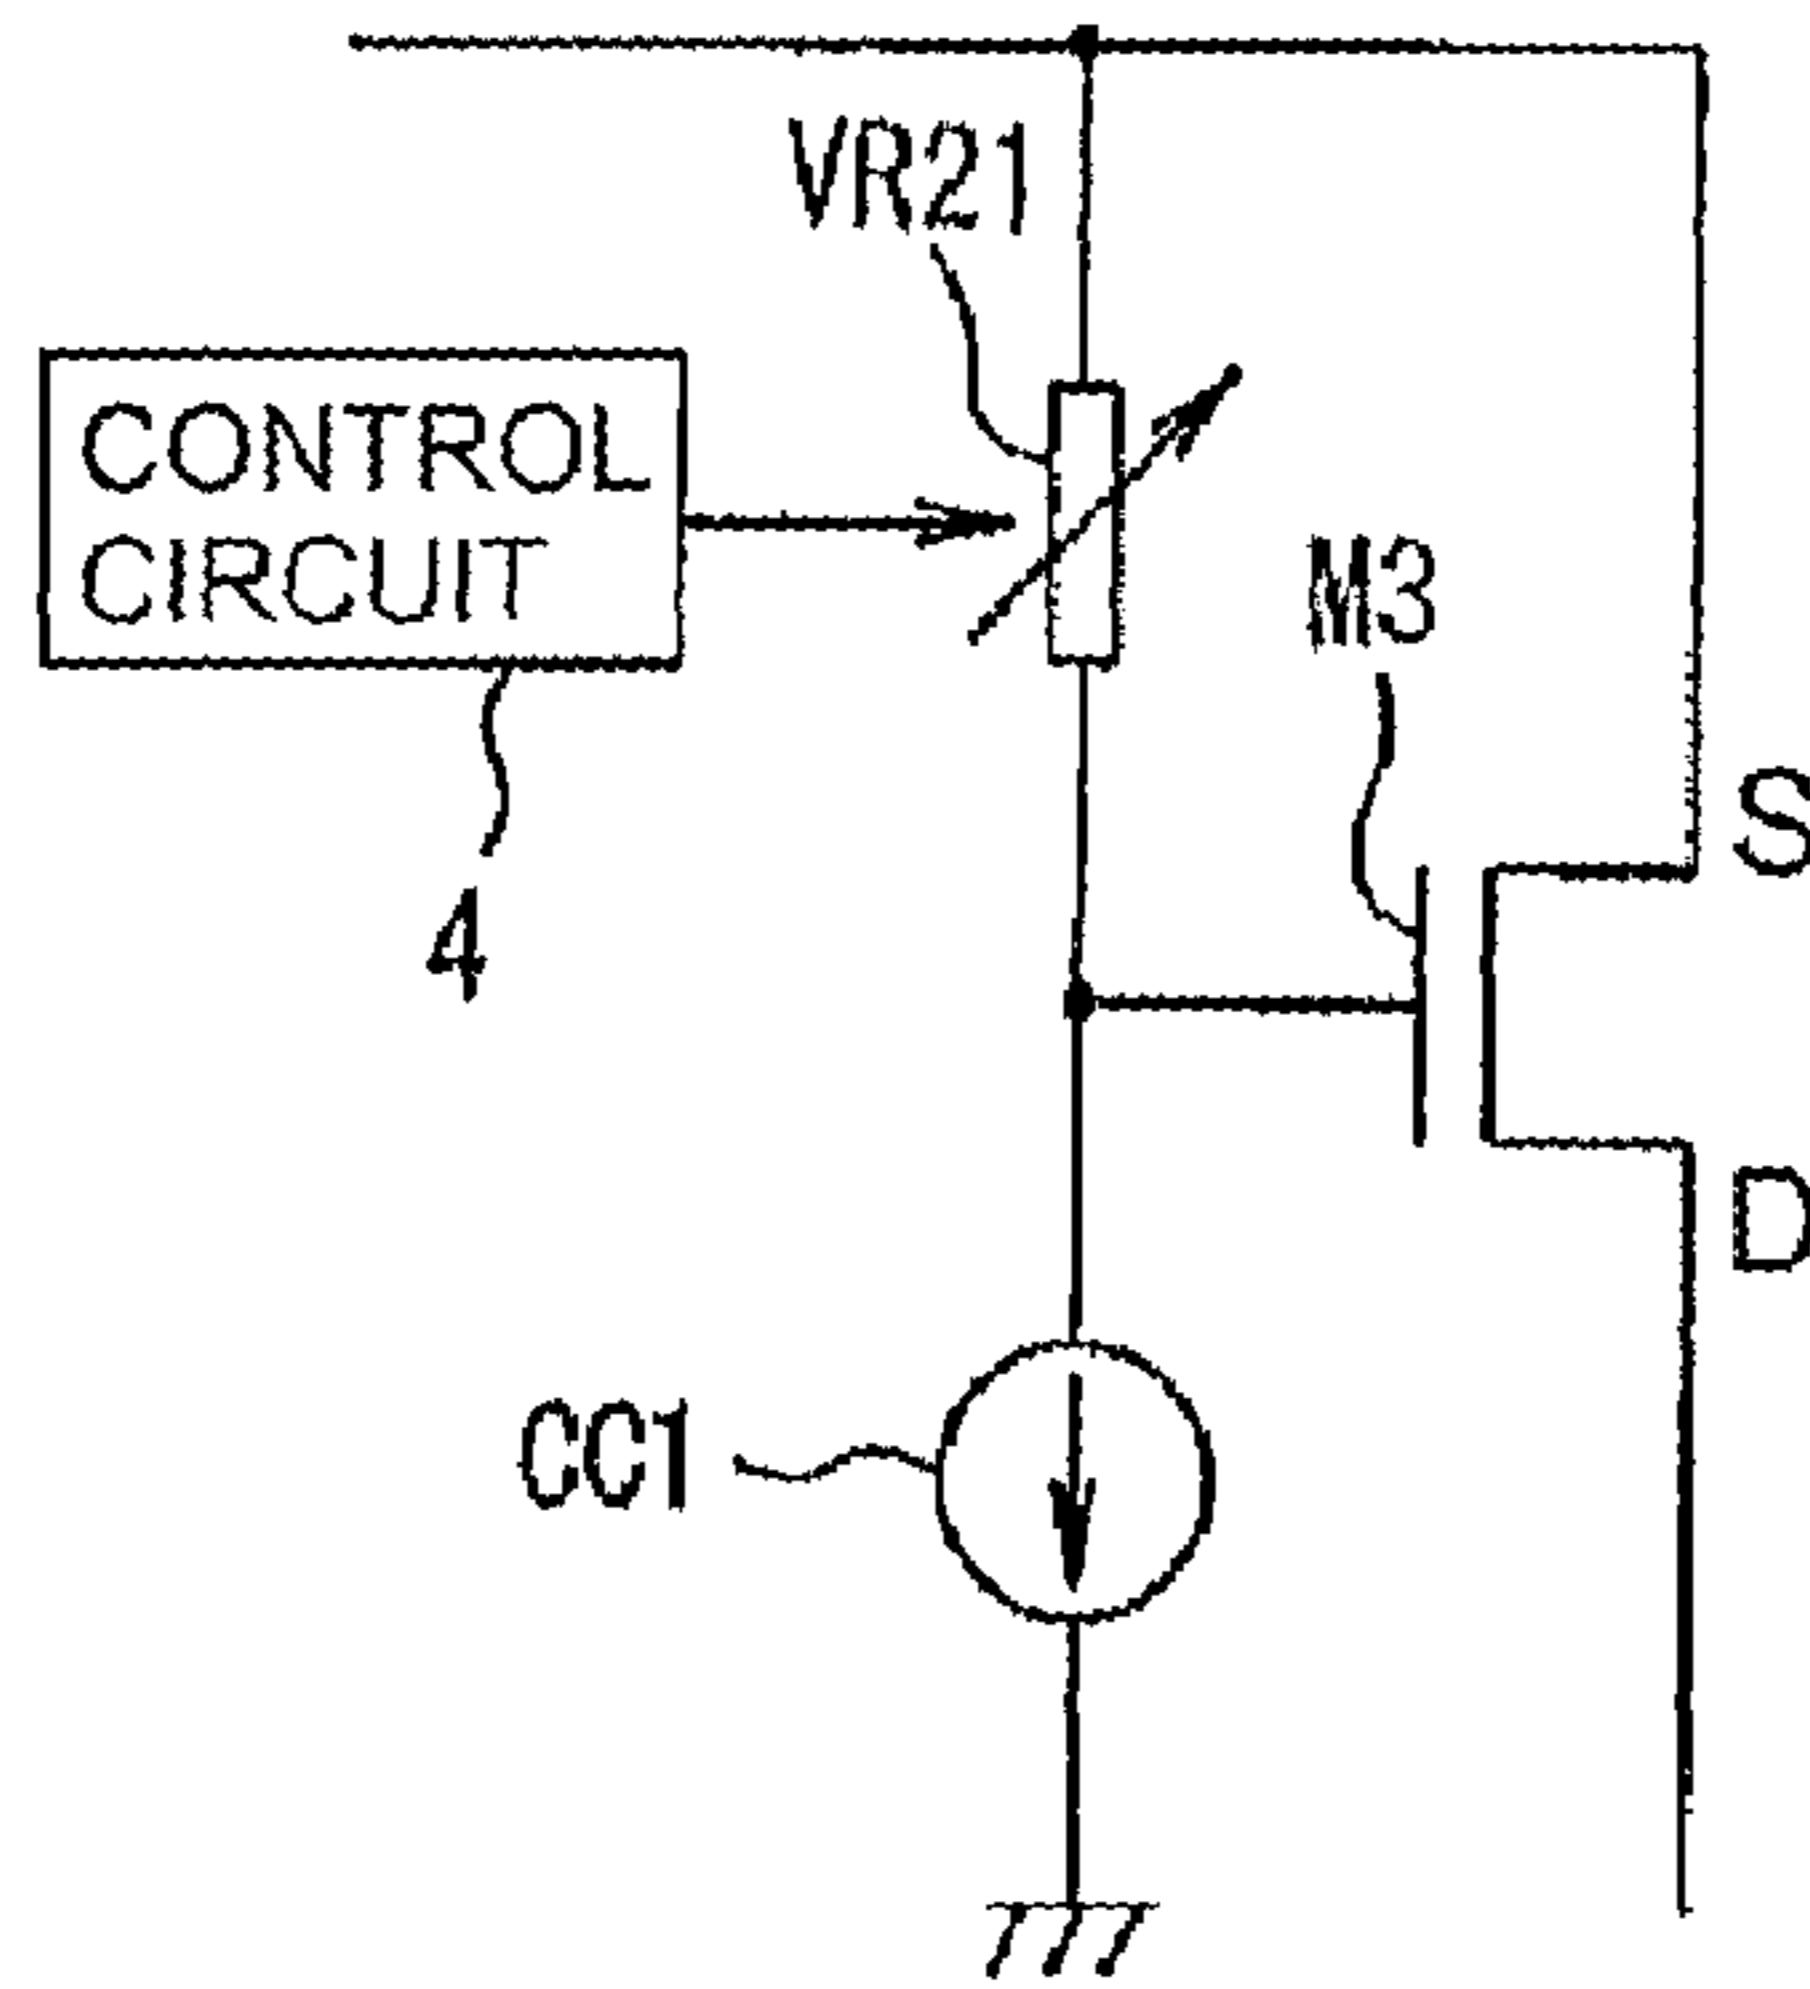 VR21
CONTROL
CIRCUIT
M3
S
4
D
CC1